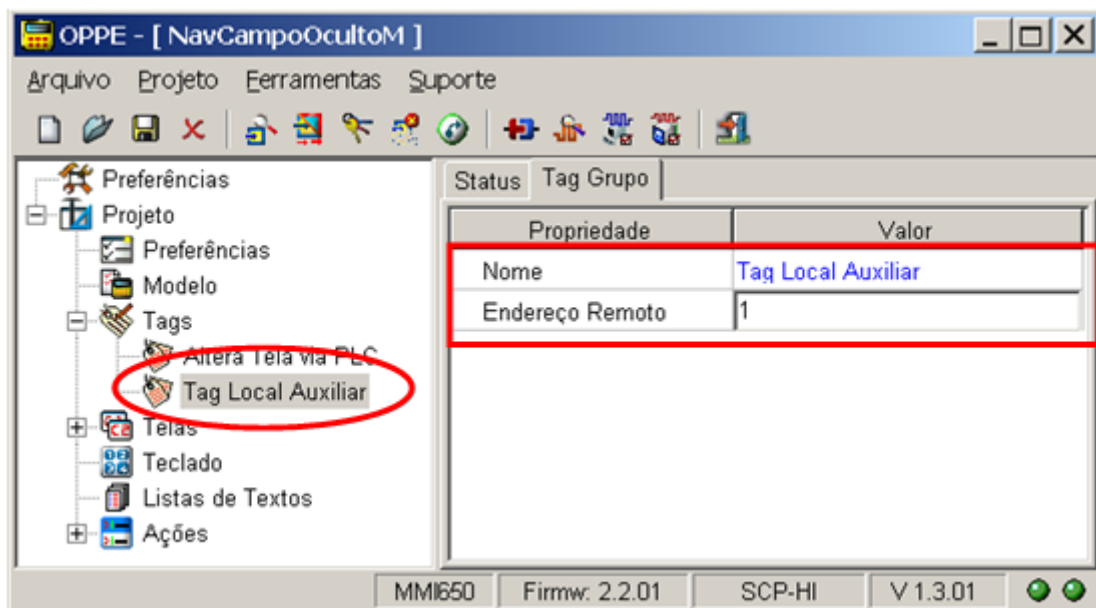 OPPE - [ NavCampoOcultoM ]
Arquivo Projeto Ferramentas Suporte
Preferências
Projeto
Preferências
Modelo
Tags
Altera Tela via PLC
Tag Local Auxiliar
Telas
Teclado
Listas de Textos
Ações
Status Tag Grupo
Propriedade Valor
Nome Tag Local Auxiliar
Endereço Remoto 1
MMI650 Firmw: 2.2.01 SCP-HI V 1.3.01